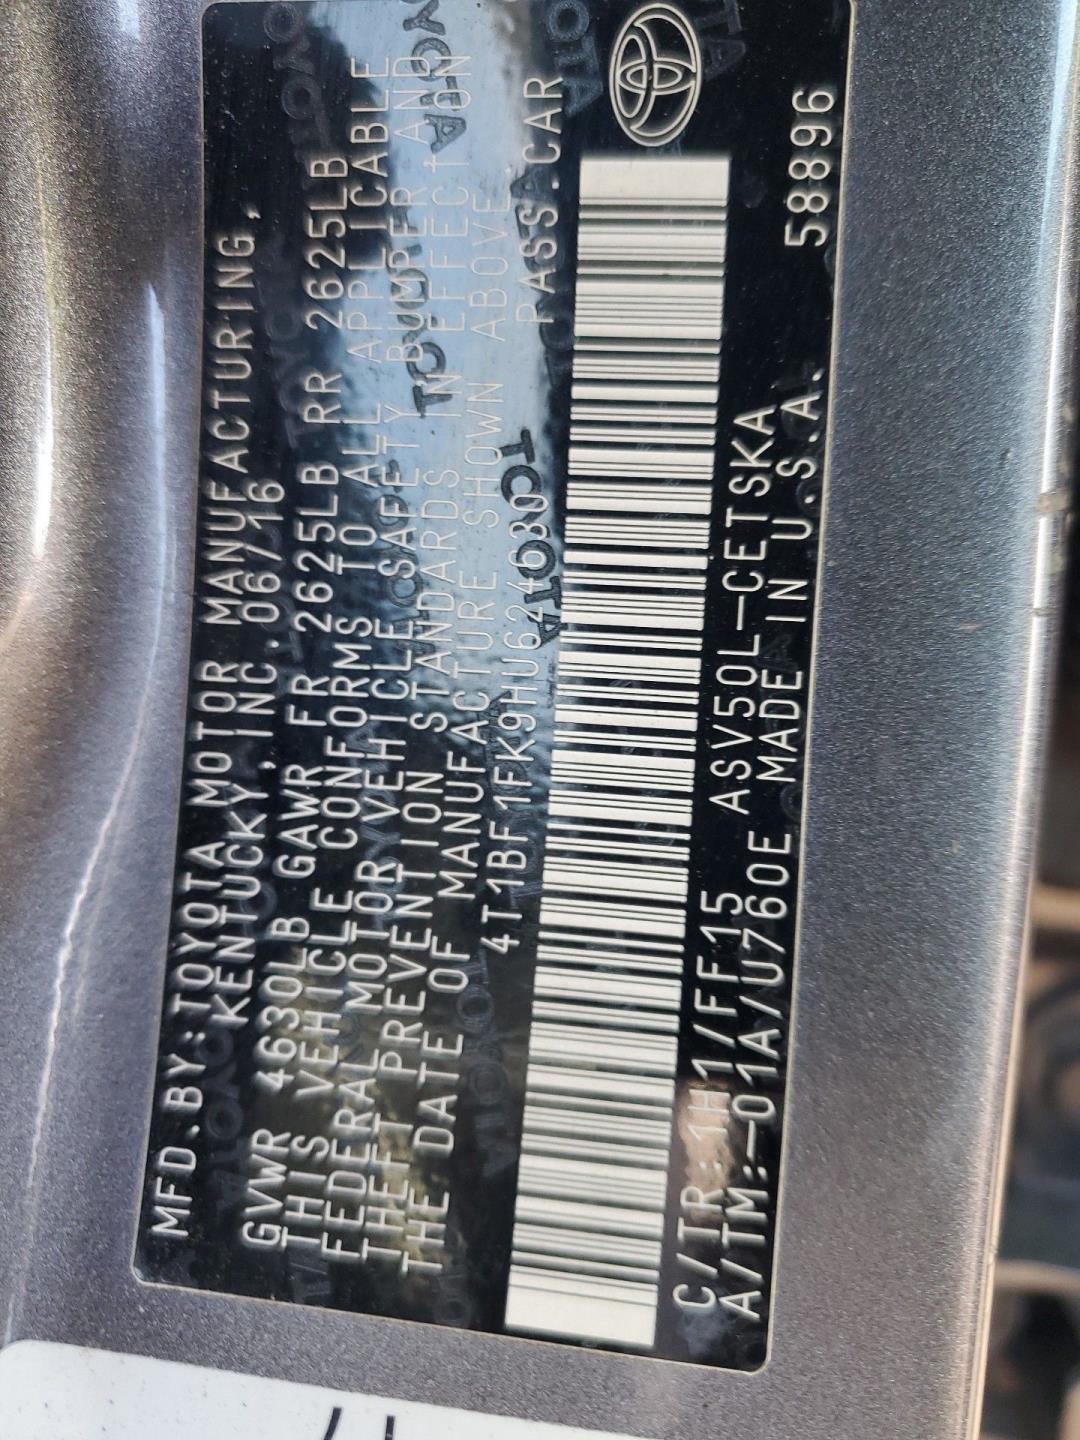 MFD.BY:TOYOTA MOTOR MANUFACTURING,
KENTUCKY,INC.06/16
GVWR 4630LB GAWR FR 2625LB RR 2625LB
THIS VEHICLE CONFORMS TO ALL APPLICABLE
FEDERAL MOTOR VEHICLE SAFETY BUMPER AND
THEFT PREVENTION STANDARDS IN EFFECT ON
THE DATE OF MANUFACTURE SHOWN ABOVE
4T1BF1FK9HU624630 PASS.CAR
C/TR:1H1/FF15 ASV50L-CETSKA 58896
A/TM:-01A/U760E MADE IN U.S.A.